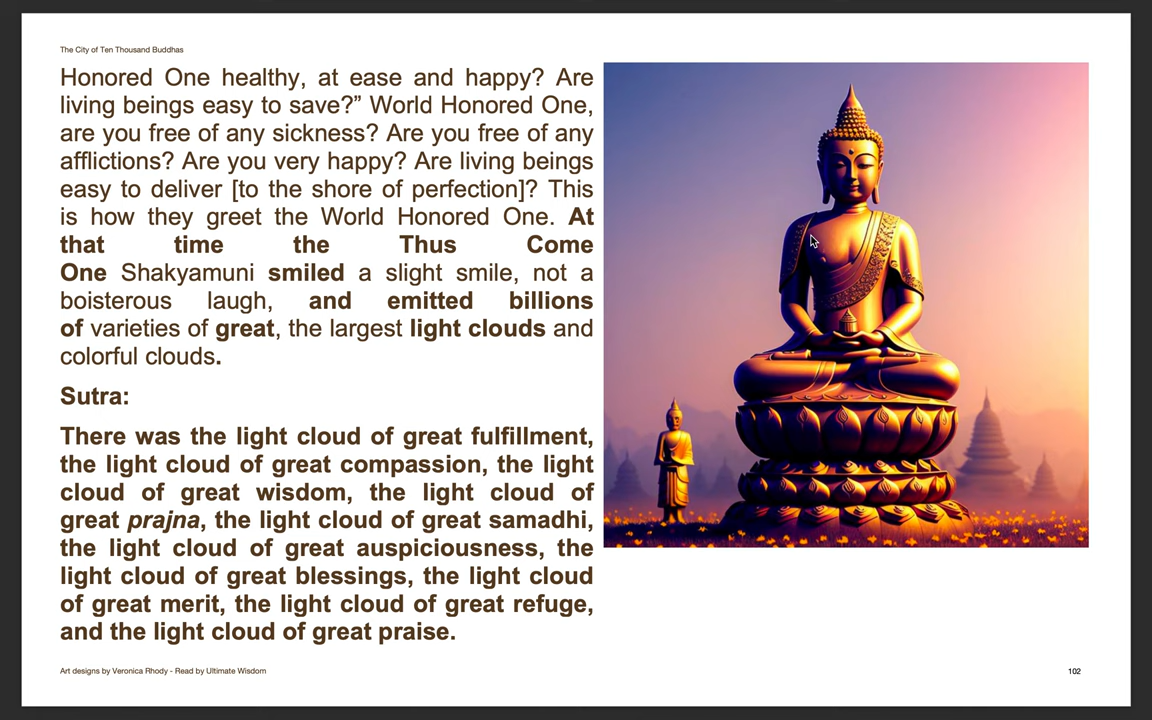 The City of Ten Thousand Buddhas
Honored One healthy, at ease and happy? Are
living beings easy to save?” World Honored One,
are you free of any sickness? Are you free of any
afflictions? Are you very happy? Are living beings
easy to deliver [to the shore of perfection]? This
is how they greet the World Honored One. At
that time the Thus Come
One Shakyamuni smiled a slight smile, not a
boisterous laugh, and emitted billions
of varieties of great, the largest light clouds and
colorful clouds.
Sutra:
There was the light cloud of great fulfillment,
the light cloud of great compassion, the light
cloud of great wisdom, the light cloud of
great prajna, the light cloud of great samadhi,
the light cloud of great auspiciousness, the
light cloud of great blessings, the light cloud
of great merit, the light cloud of great refuge,
and the light cloud of great praise.
Art designs by Veronica Rhody - Read by Ultimate Wisdom
102